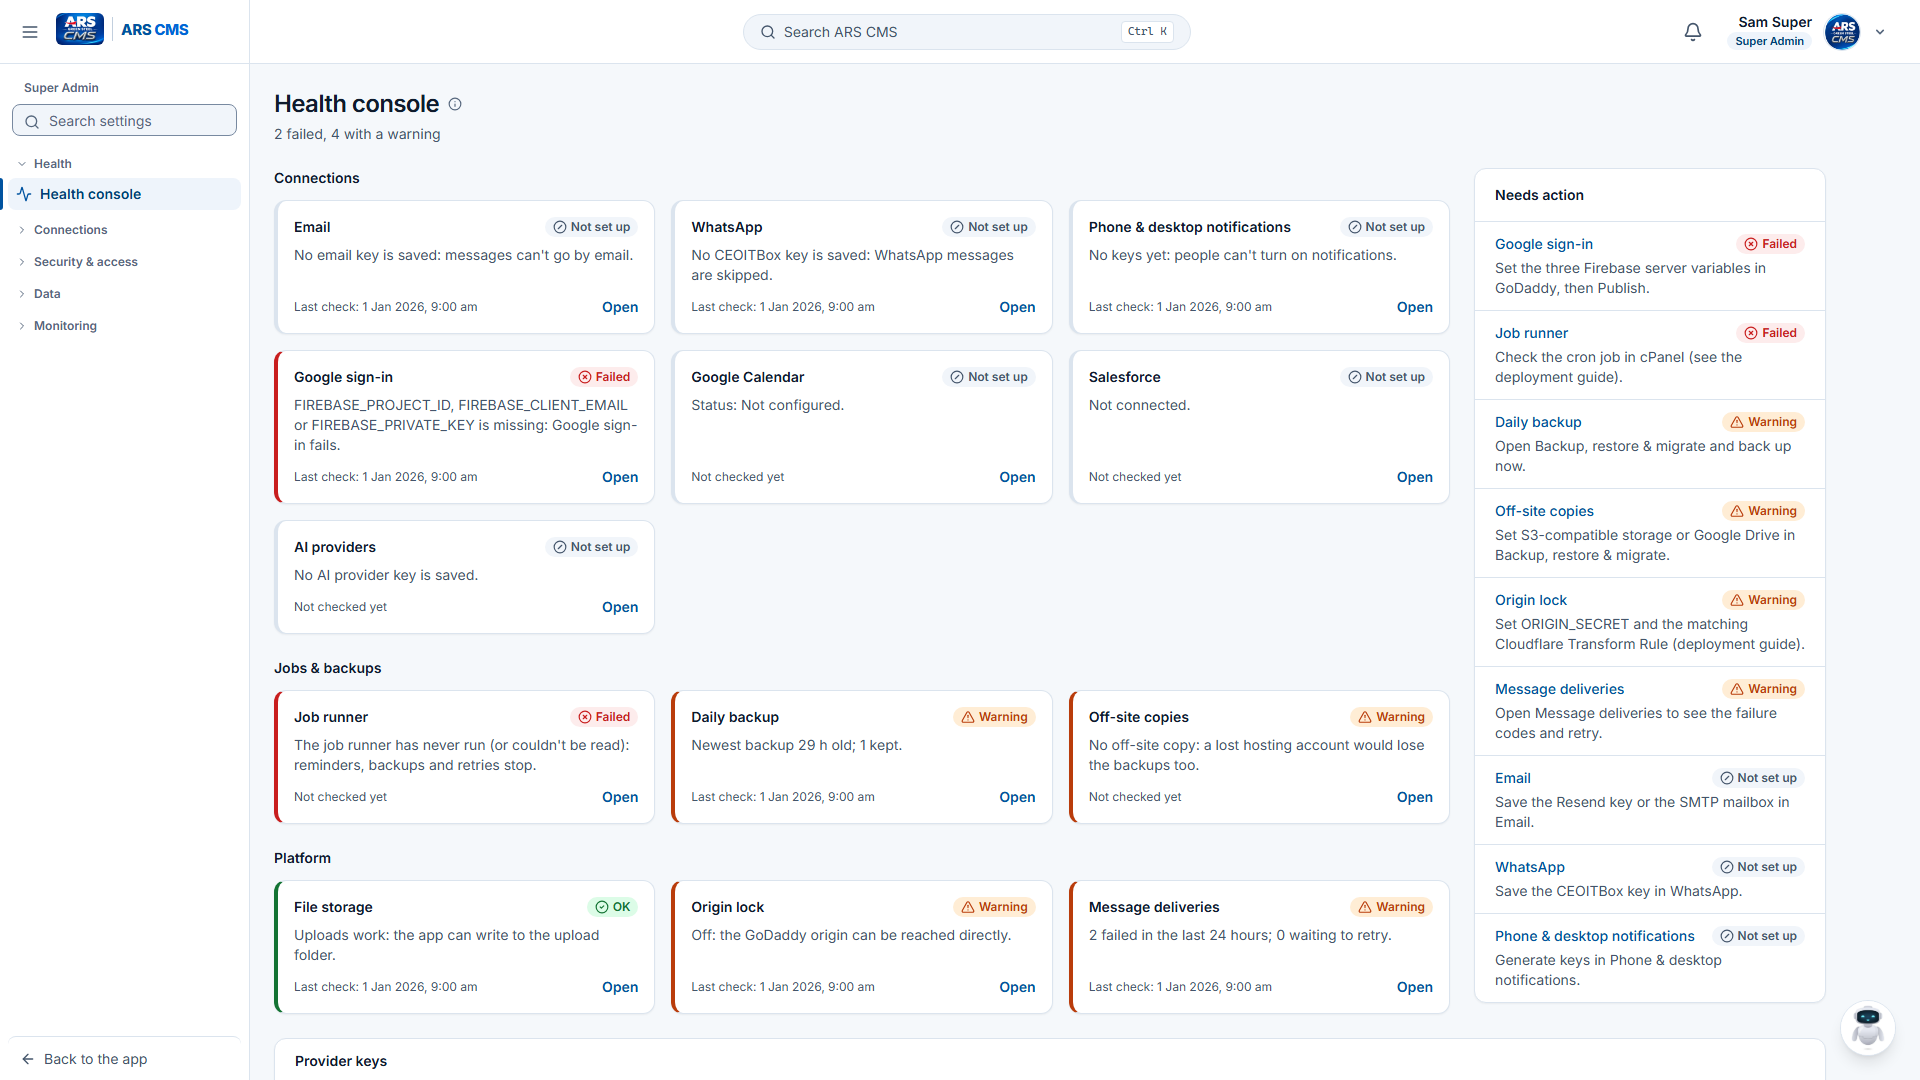 ARS
GREEN STEEL
CMS
ARS CMS
Search ARS CMS
Ctrl K
Sam Super
Super Admin
ARS
GREEN STEEL
CMS
Super Admin
Search settings
Health
Health console
Connections
Security & access
Data
Monitoring
Back to the app
Health console
2 failed, 4 with a warning
Connections
Email
Not set up
No email key is saved: messages can't go by email.
Last check: 1 Jan 2026, 9:00 am
Open
WhatsApp
Not set up
No CEOITBox key is saved: WhatsApp messages
are skipped.
Last check: 1 Jan 2026, 9:00 am
Open
Phone & desktop notifications
Not set up
No keys yet: people can't turn on notifications.
Last check: 1 Jan 2026, 9:00 am
Open
Google sign-in
Failed
FIREBASE_PROJECT_ID, FIREBASE_CLIENT_EMAIL
or FIREBASE_PRIVATE_KEY is missing: Google sign-
in fails.
Last check: 1 Jan 2026, 9:00 am
Open
Google Calendar
Not set up
Status: Not configured.
Not checked yet
Open
Salesforce
Not set up
Not connected.
Not checked yet
Open
AI providers
Not set up
No AI provider key is saved.
Not checked yet
Open
Jobs & backups
Job runner
Failed
The job runner has never run (or couldn't be read):
reminders, backups and retries stop.
Not checked yet
Open
Daily backup
Warning
Newest backup 29 h old; 1 kept.
Last check: 1 Jan 2026, 9:00 am
Open
Off-site copies
Warning
No off-site copy: a lost hosting account would lose
the backups too.
Not checked yet
Open
Platform
File storage
OK
Uploads work: the app can write to the upload
folder.
Last check: 1 Jan 2026, 9:00 am
Open
Origin lock
Warning
Off: the GoDaddy origin can be reached directly.
Last check: 1 Jan 2026, 9:00 am
Open
Message deliveries
Warning
2 failed in the last 24 hours; 0 waiting to retry.
Last check: 1 Jan 2026, 9:00 am
Open
Provider keys
Needs action
Google sign-in
Failed
Set the three Firebase server variables in
GoDaddy, then Publish.
Job runner
Failed
Check the cron job in cPanel (see the
deployment guide).
Daily backup
Warning
Open Backup, restore & migrate and back up
now.
Off-site copies
Warning
Set S3-compatible storage or Google Drive in
Backup, restore & migrate.
Origin lock
Warning
Set ORIGIN_SECRET and the matching
Cloudflare Transform Rule (deployment guide).
Message deliveries
Warning
Open Message deliveries to see the failure
codes and retry.
Email
Not set up
Save the Resend key or the SMTP mailbox in
Email.
WhatsApp
Not set up
Save the CEOITBox key in WhatsApp.
Phone & desktop notifications
Not set up
Generate keys in Phone & desktop
notifications.